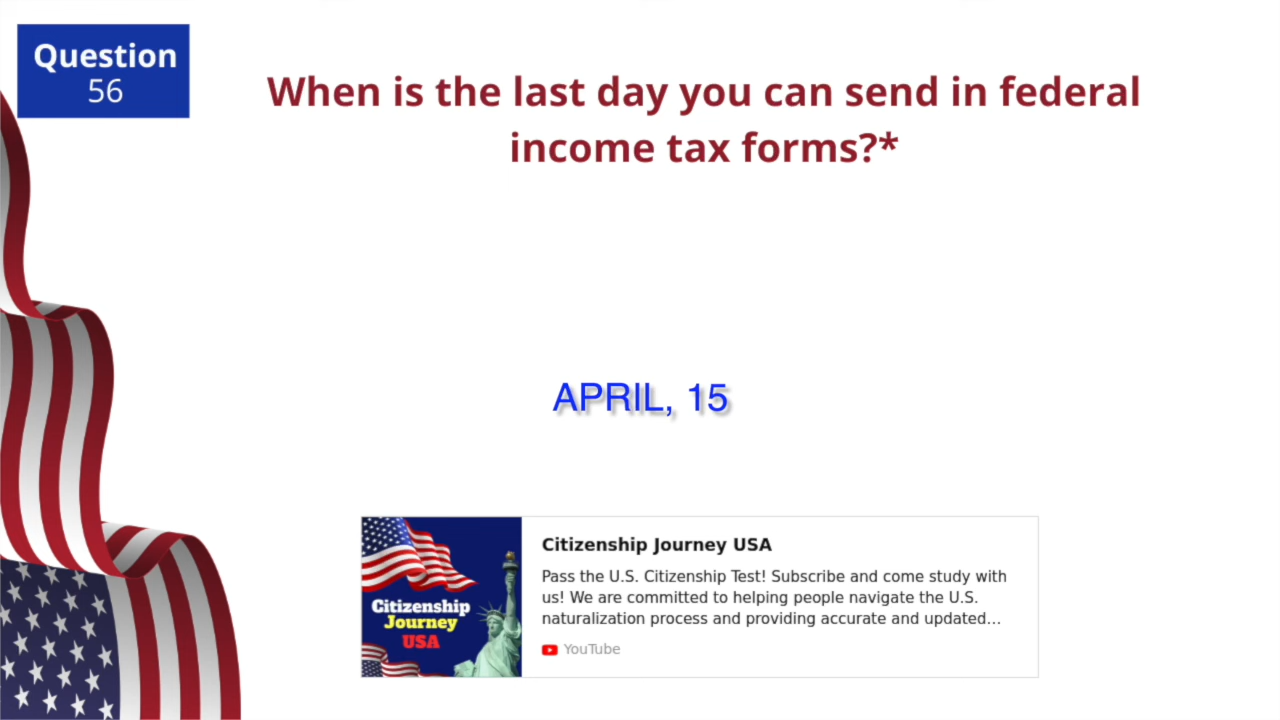 Question
56
When is the last day you can send in federal
income tax forms?*
APRIL, 15
Citizenship Journey USA
Pass the U.S. Citizenship Test! Subscribe and come study with
us! We are committed to helping people navigate the U.S.
naturalization process and providing accurate and updated...
YouTube
Citizenship
Journey
USA